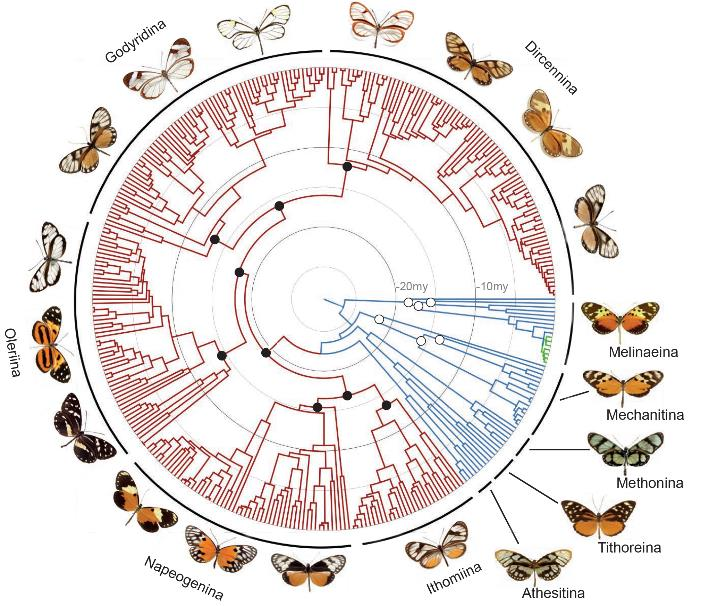 Godyridina
Dircennina
-20my
-10my
Oleriina
Melinaeina
Mechanitina
Methonina
Tithoreina
Athesitina
Ithomiina
Napeogenina